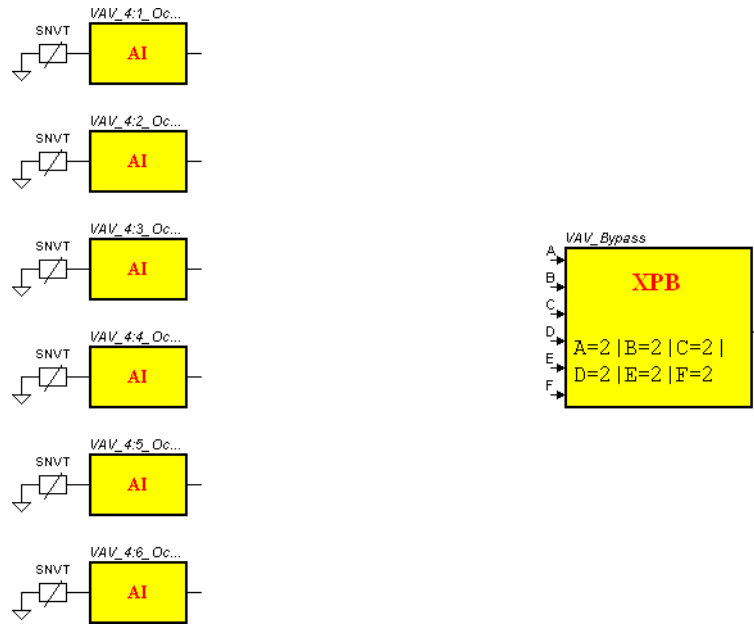 VAV_4:1_Oc...
SNVT
AI
VAV_4:2_Oc...
SNVT
AI
VAV_4:3_Oc...
SNVT
AI
VAV_4:4_Oc...
SNVT
AI
VAV_4:5_Oc...
SNVT
AI
VAV_4:6_Oc...
SNVT
AI
VAV_Bypass
A
B
C
D
E
F
XPB
A=2|B=2|C=2|
D=2|E=2|F=2